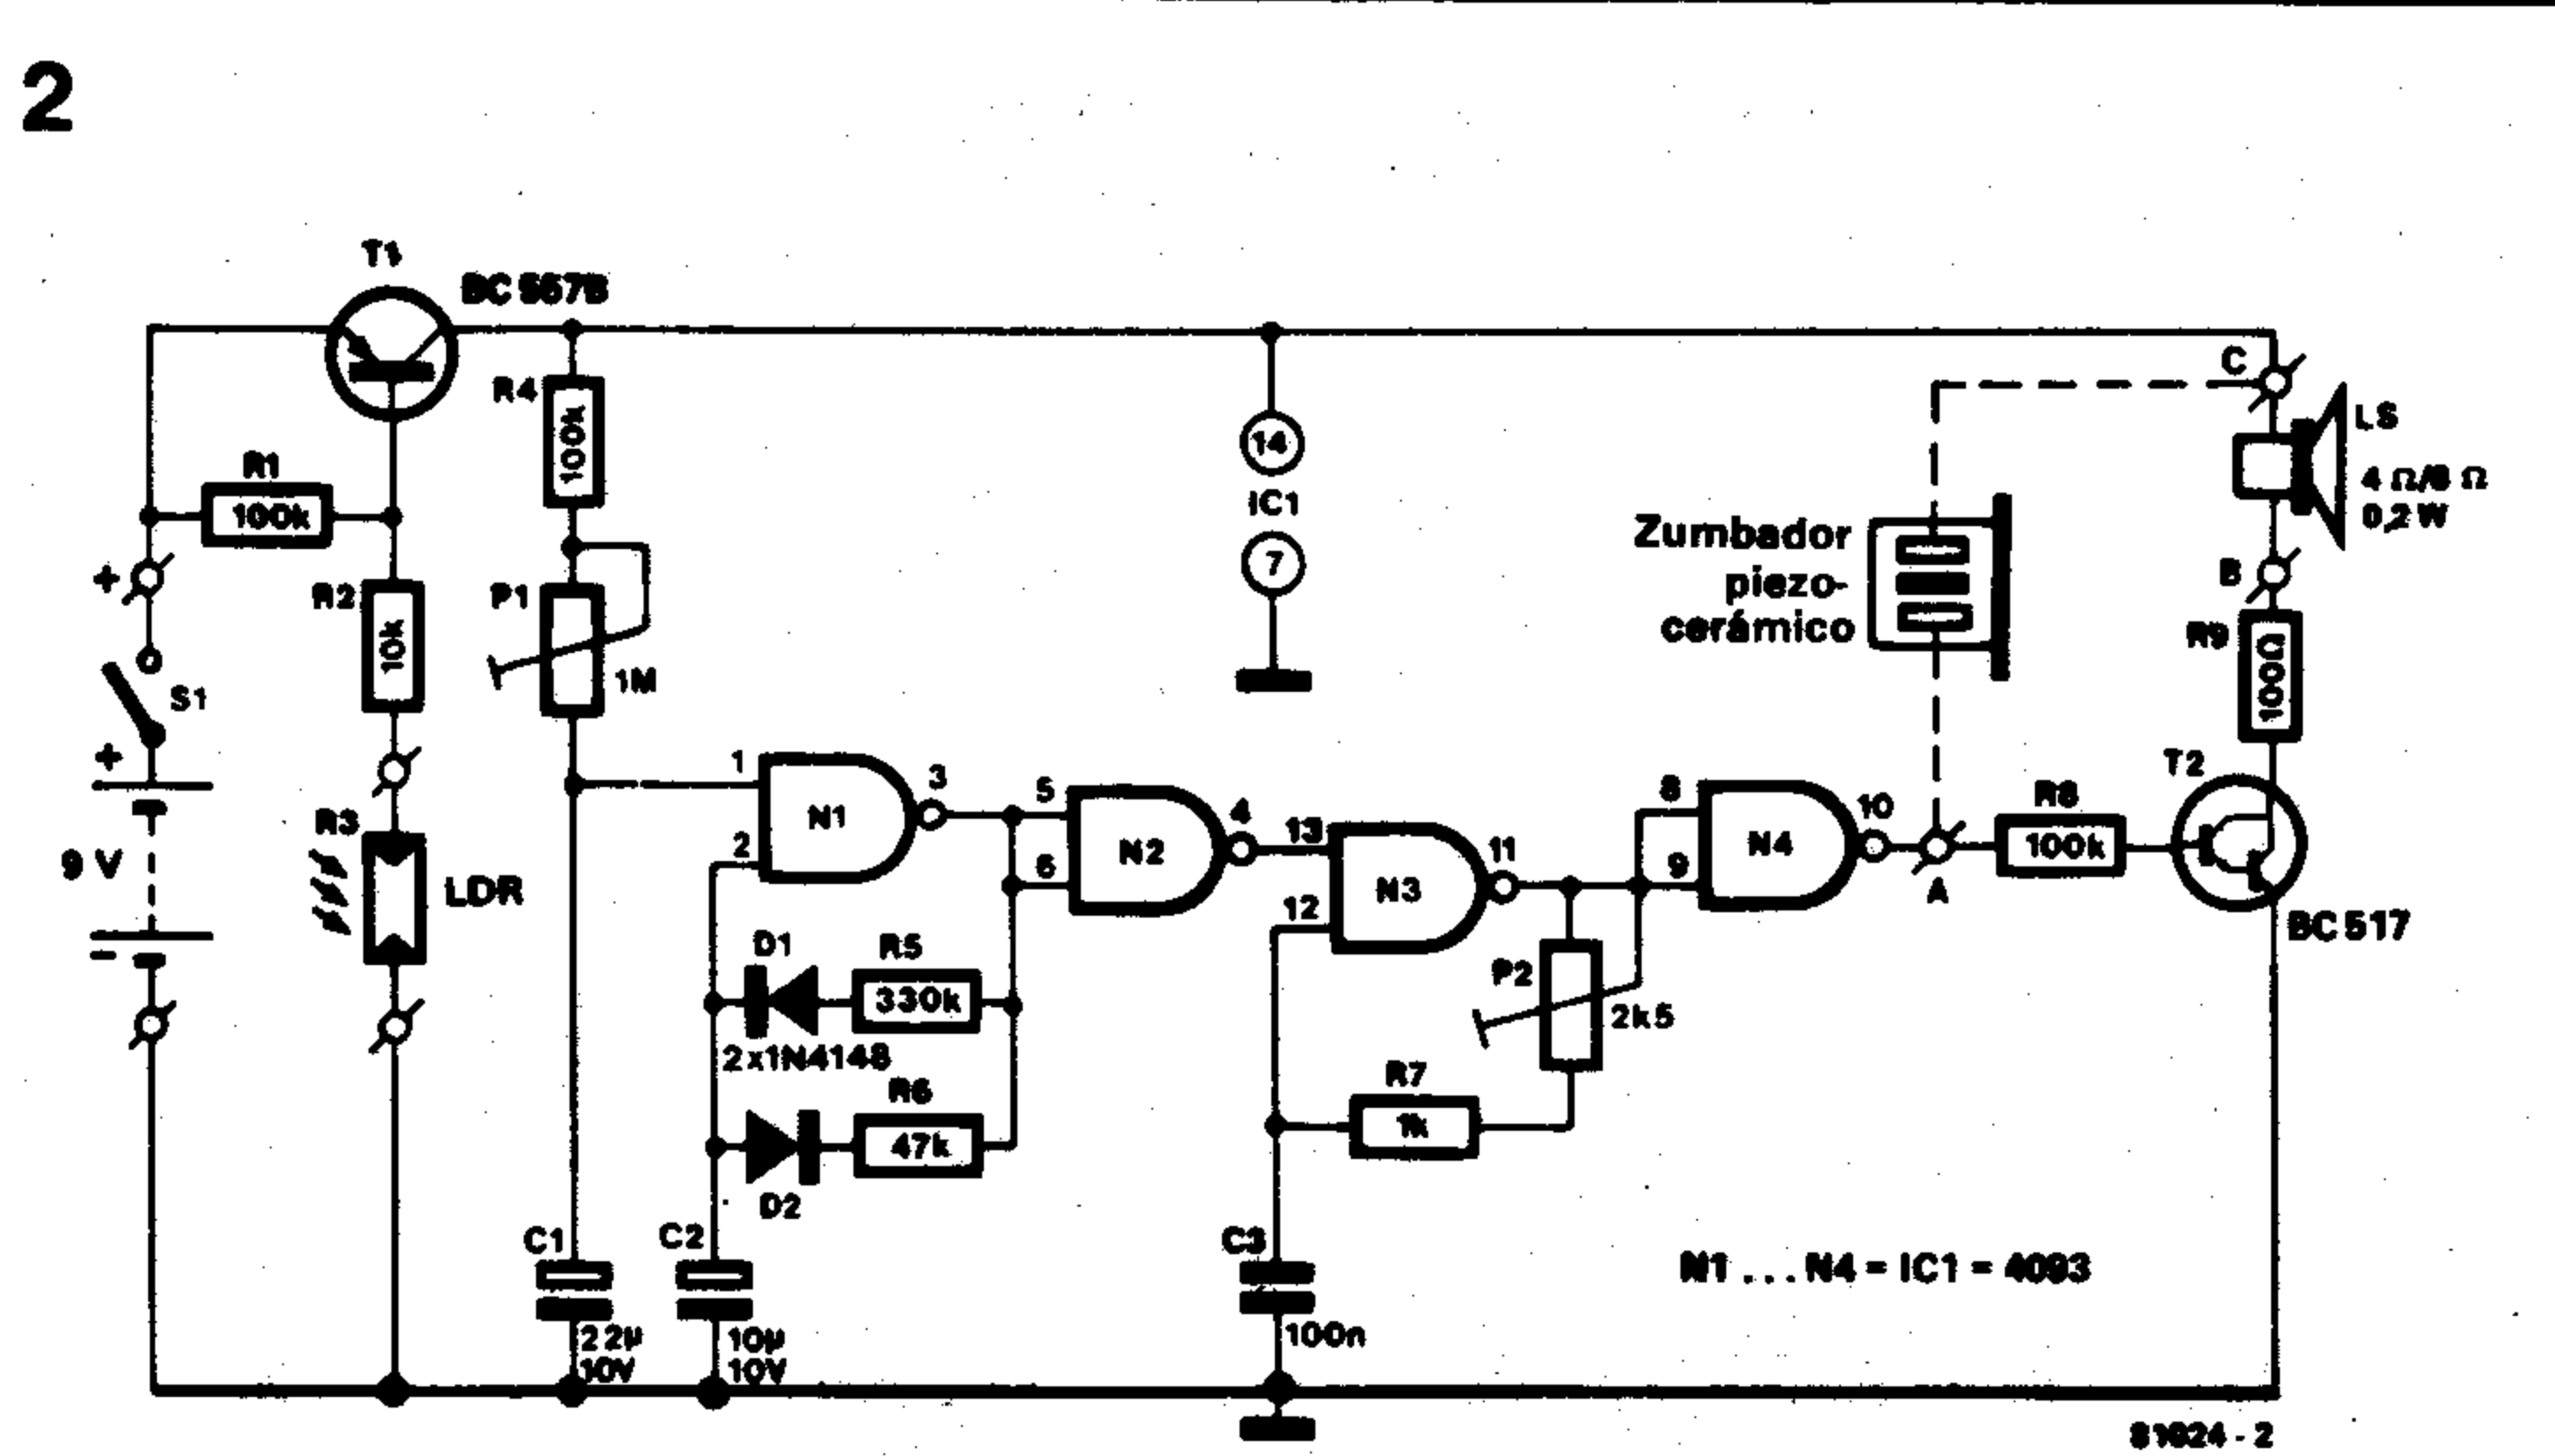 2
T1
BC 557B
R1
100k
R2
10k
R3
LDR
+
S1
+
9 V
-
R4
100k
P1
1M
1
2
N1
3
D1
R5
330k
2x1N4148
R6
47k
D2
C1
22µ
10V
C2
10µ
10V
5
6
N2
4
14
IC1
7
13
12
N3
11
P2
2k5
R7
1k
C3
100n
8
9
N4
10
A
Zumbador
piezo-
cerámico
R8
100k
C
LS
4 Ω/8 Ω
0,2 W
B
R9
100Ω
T2
BC 517
N1 . . . N4 = IC1 = 4093
81024 - 2